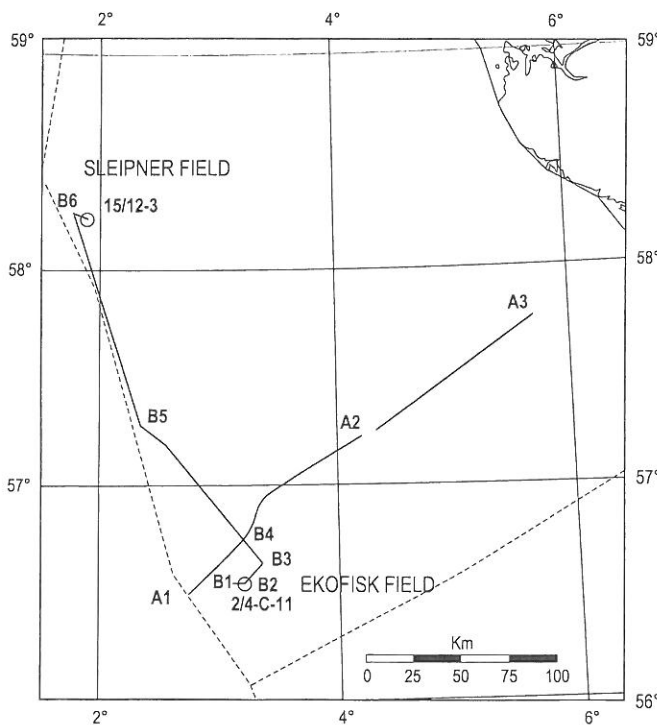 2° 4° 6°
59° 59°
SLEIPNER FIELD
B6 15/12-3
58° 58°
A3
B5 A2
57° 57°
B4
B3
A1 B1 B2 EKOFISK FIELD
2/4-C-11
Km
0 25 50 75 100
56° 56°
2° 4° 6°